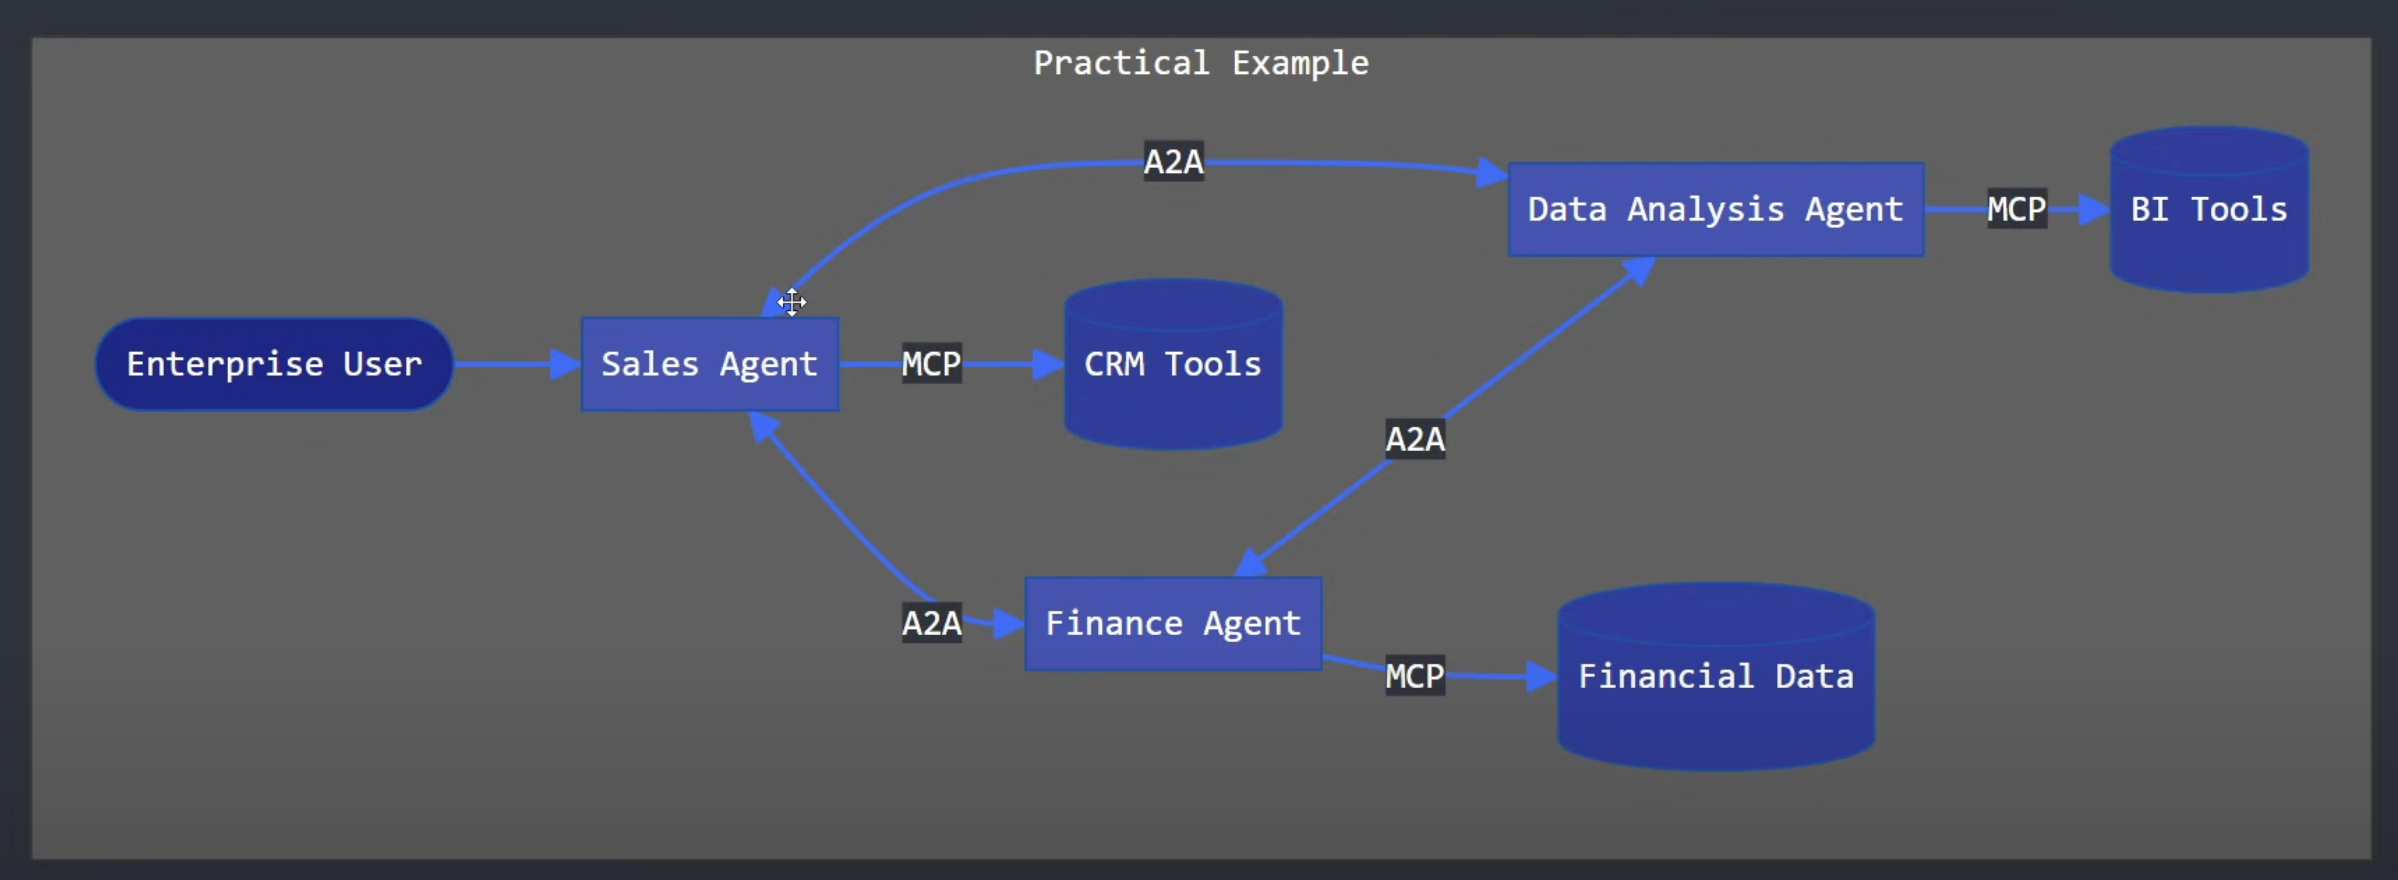 Practical Example
A2A
Data Analysis Agent
MCP
BI Tools
Enterprise User
Sales Agent
MCP
CRM Tools
A2A
A2A
Finance Agent
MCP
Financial Data